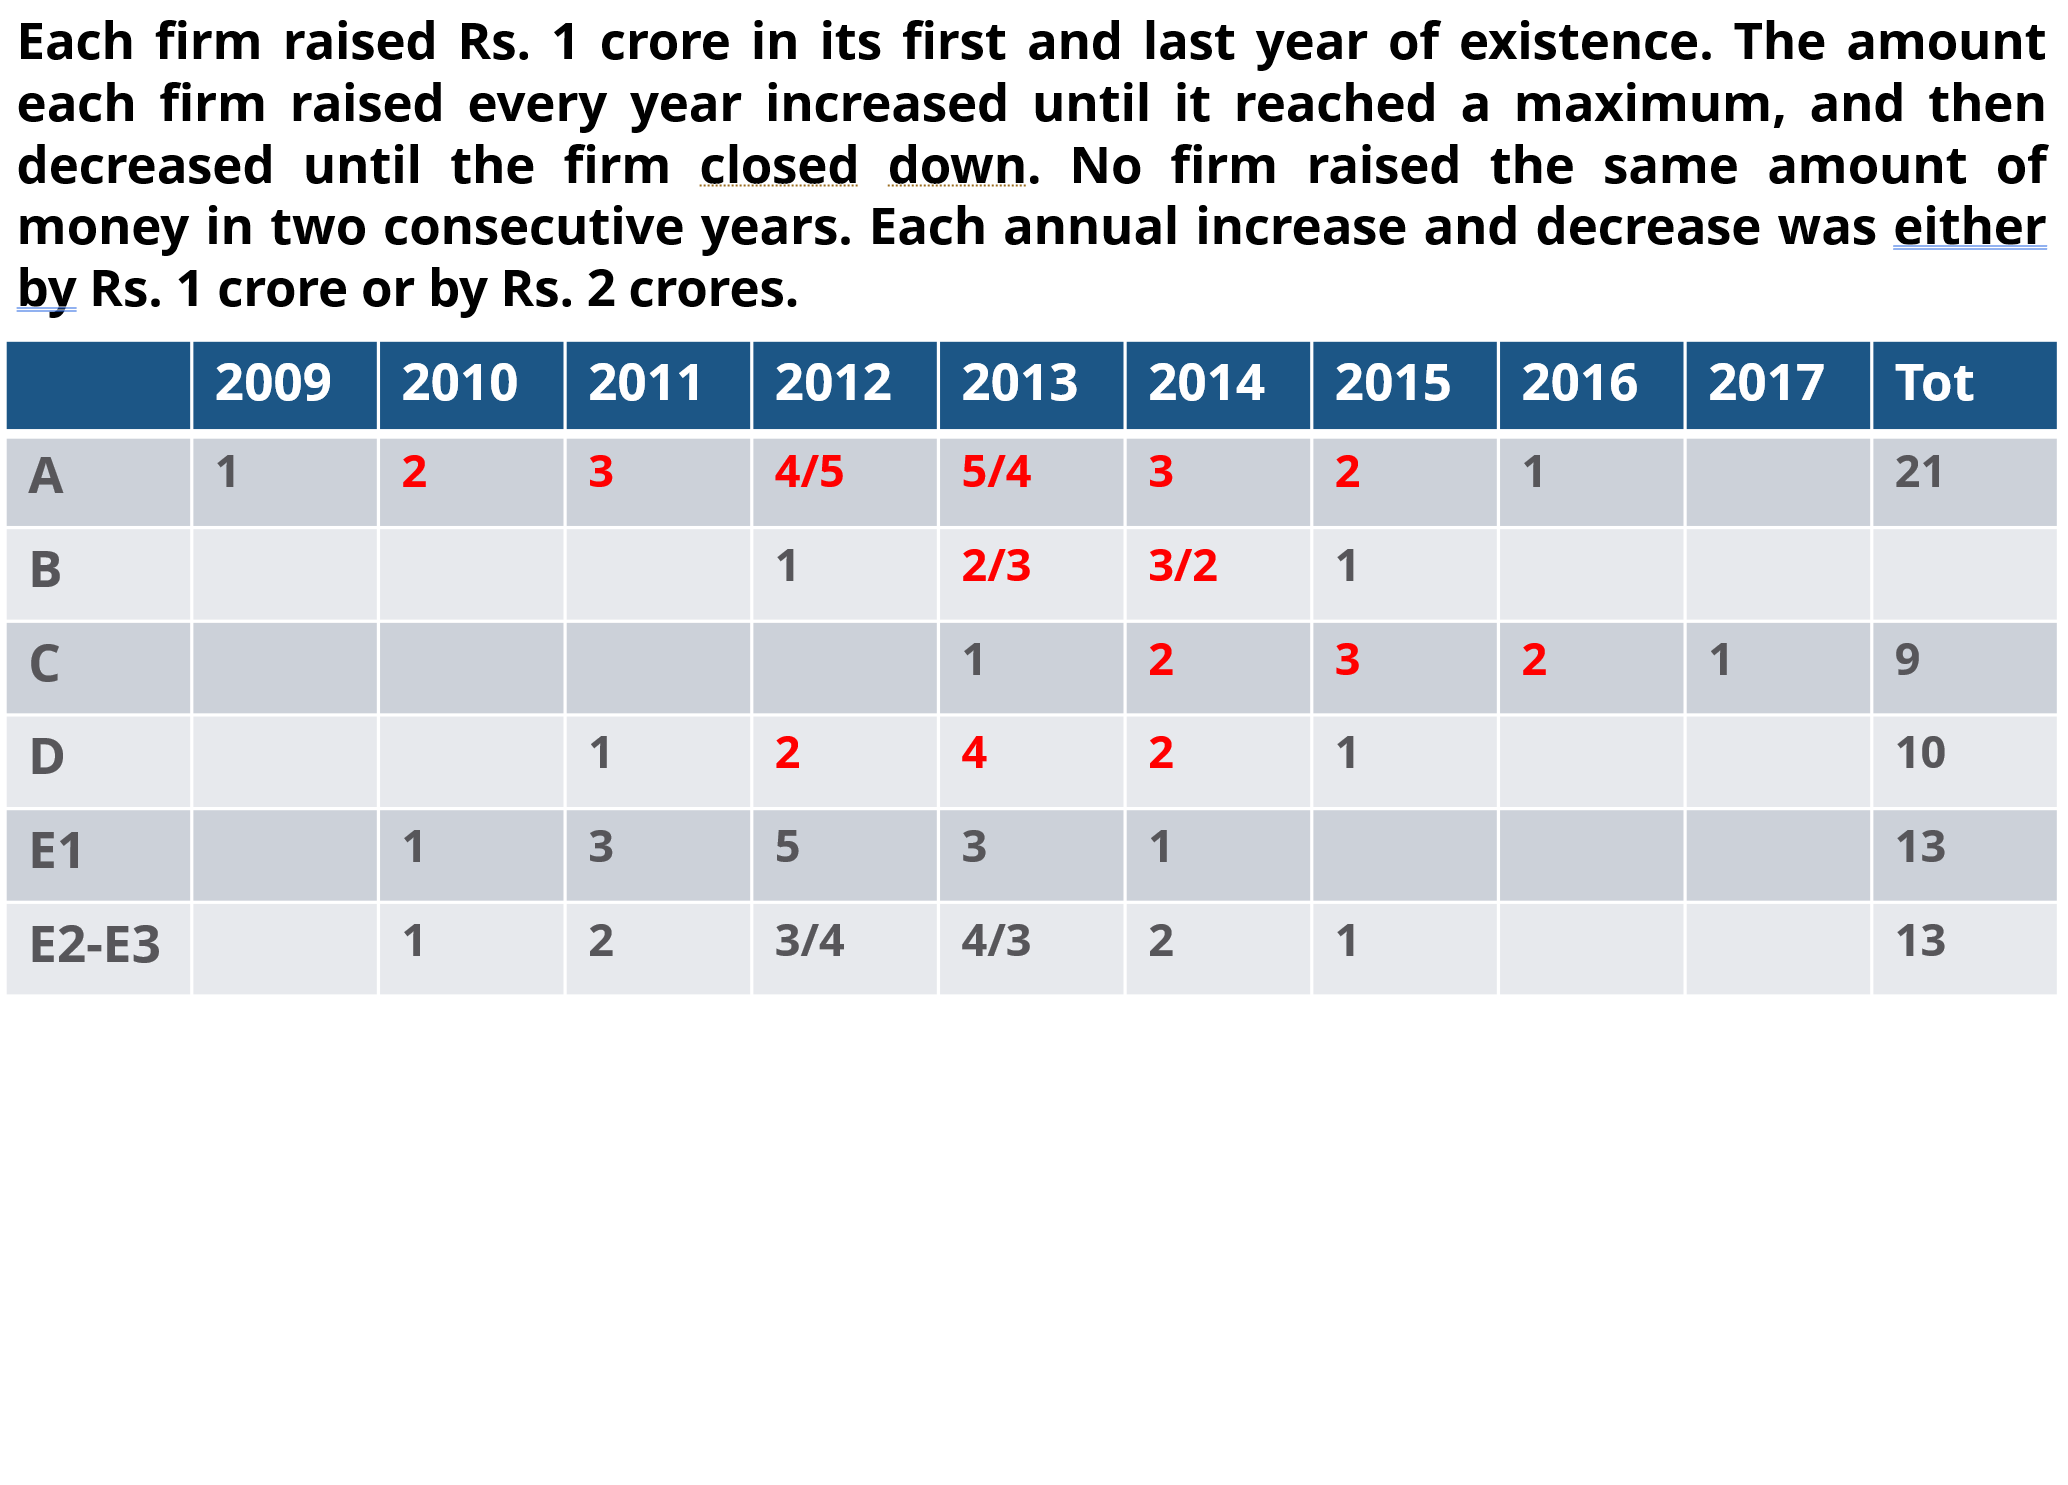 Each firm raised Rs. 1 crore in its first and last year of existence. The amount
each firm raised every year increased until it reached a maximum, and then
decreased until the firm closed down. No firm raised the same amount of
money in two consecutive years. Each annual increase and decrease was either
by Rs. 1 crore or by Rs. 2 crores.
2009 2010 2011 2012 2013 2014 2015 2016 2017 Tot
A 1 2 3 4/5 5/4 3 2 1 21
B 1 2/3 3/2 1
C 1 2 3 2 1 9
D 1 2 4 2 1 10
E1 1 3 5 3 1 13
E2-E3 1 2 3/4 4/3 2 1 13